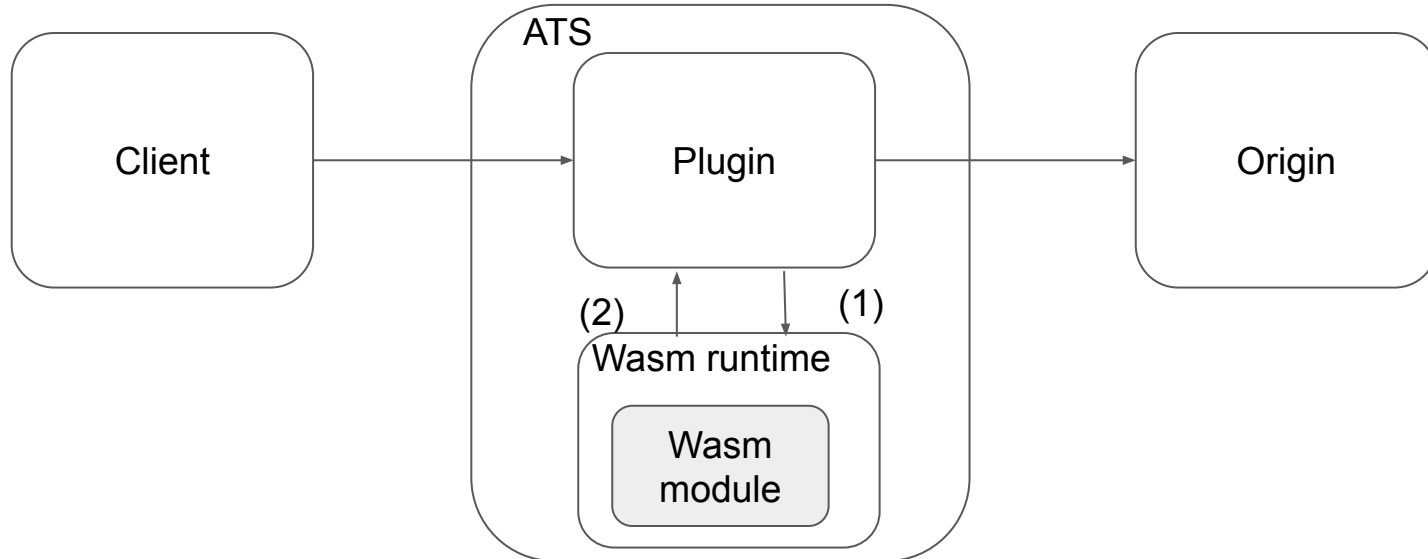 ATS
Client
Plugin
Origin
(2)
(1)
Wasm runtime
Wasm
module